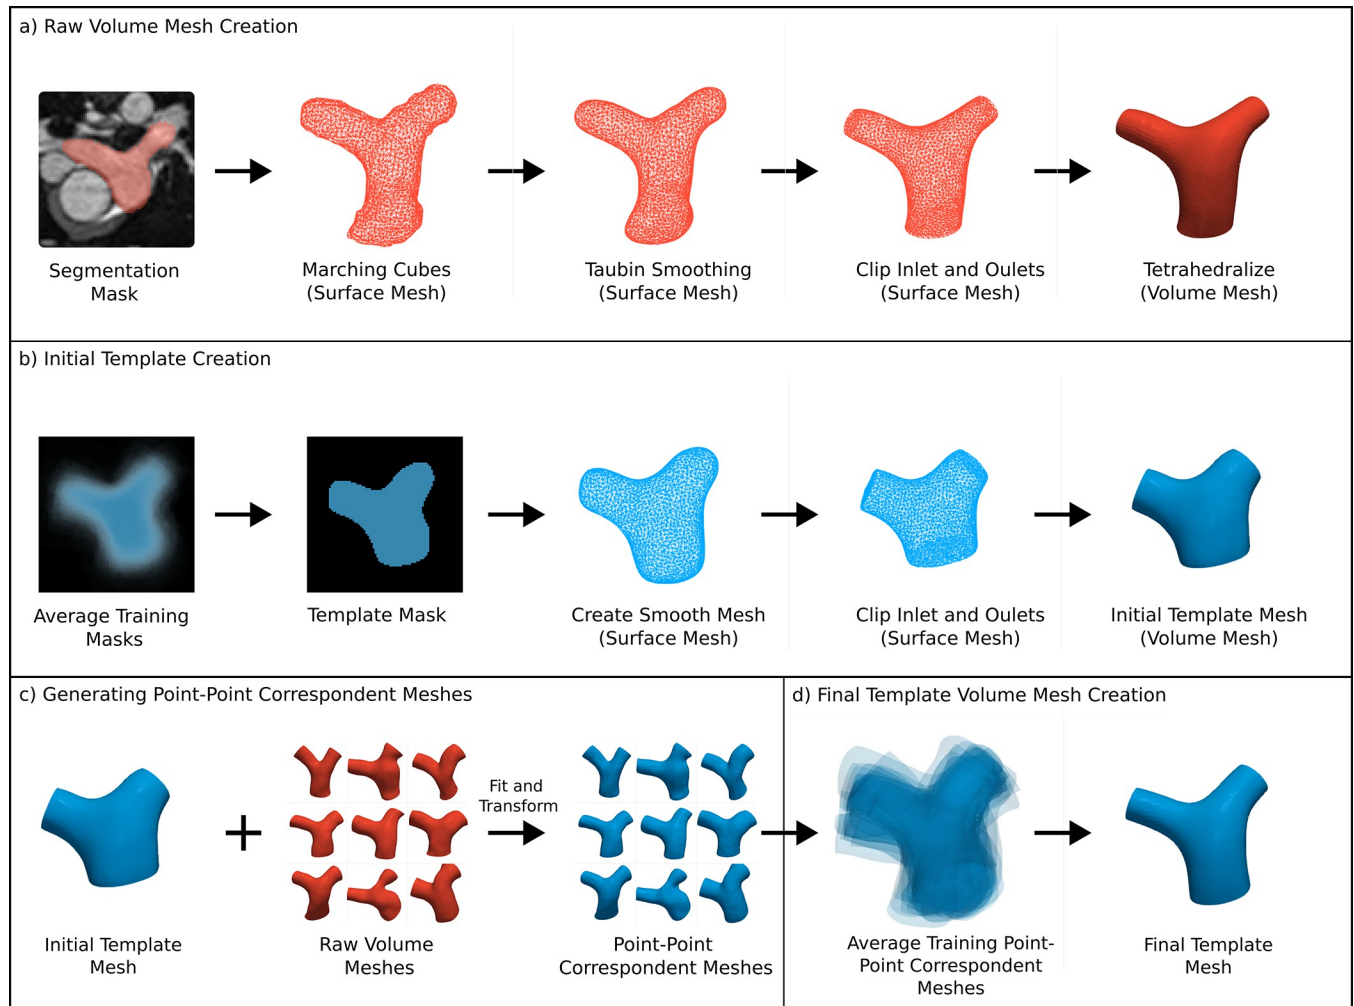 a) Raw Volume Mesh Creation
Segmentation
Mask
Marching Cubes
(Surface Mesh)
Taubin Smoothing
(Surface Mesh)
Clip Inlet and Oulets
(Surface Mesh)
Tetrahedralize
(Volume Mesh)
b) Initial Template Creation
Average Training
Masks
Template Mask
Create Smooth Mesh
(Surface Mesh)
Clip Inlet and Oulets
(Surface Mesh)
Initial Template Mesh
(Volume Mesh)
c) Generating Point-Point Correspondent Meshes
Initial Template
Mesh
+
Raw Volume
Meshes
Fit and
Transform
Point-Point
Correspondent Meshes
d) Final Template Volume Mesh Creation
Average Training Point-
Point Correspondent
Meshes
Final Template
Mesh